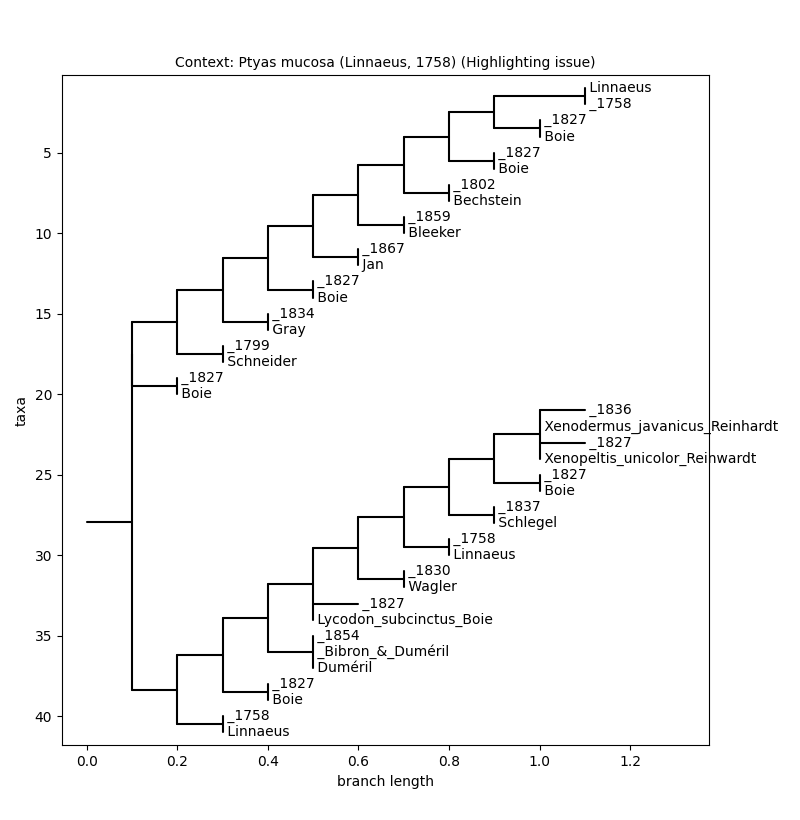 Context: Ptyas mucosa (Linnaeus, 1758) (Highlighting issue)
Linnaeus
_1758
_1827
Boie
_1827
Boie
_1802
Bechstein
_1859
Bleeker
_1867
Jan
_1827
Boie
_1834
Gray
_1799
Schneider
_1827
Boie
_1836
Xenodermus_javanicus_Reinhardt
_1827
Xenopeltis_unicolor_Reinwardt
_1827
Boie
_1837
Schlegel
_1758
Linnaeus
_1830
Wagler
_1827
Lycodon_subcinctus_Boie
_1854
_Bibron_&_Duméril
Duméril
_1827
Boie
_1758
Linnaeus
5
10
15
20
25
30
35
40
taxa
0.0 0.2 0.4 0.6 0.8 1.0 1.2
branch length